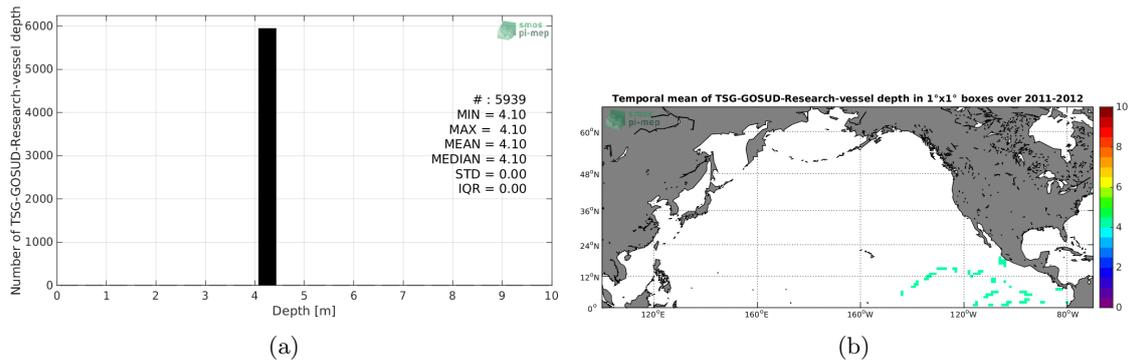 Number of TSG-GOSUD-Research-vessel depth
6000
5000
4000
3000
2000
1000
0
0 1 2 3 4 5 6 7 8 9 10
Depth [m]
smos
pi-mep
# : 5939
MIN = 4.10
MAX = 4.10
MEAN = 4.10
MEDIAN = 4.10
STD = 0.00
IQR = 0.00
(a)
Temporal mean of TSG-GOSUD-Research-vessel depth in 1°x1° boxes over 2011-2012
smos
pi-mep
60°N
48°N
36°N
24°N
12°N
0°
120°E 160°E 160°W 120°W 80°W
10
8
6
4
2
0
(b)